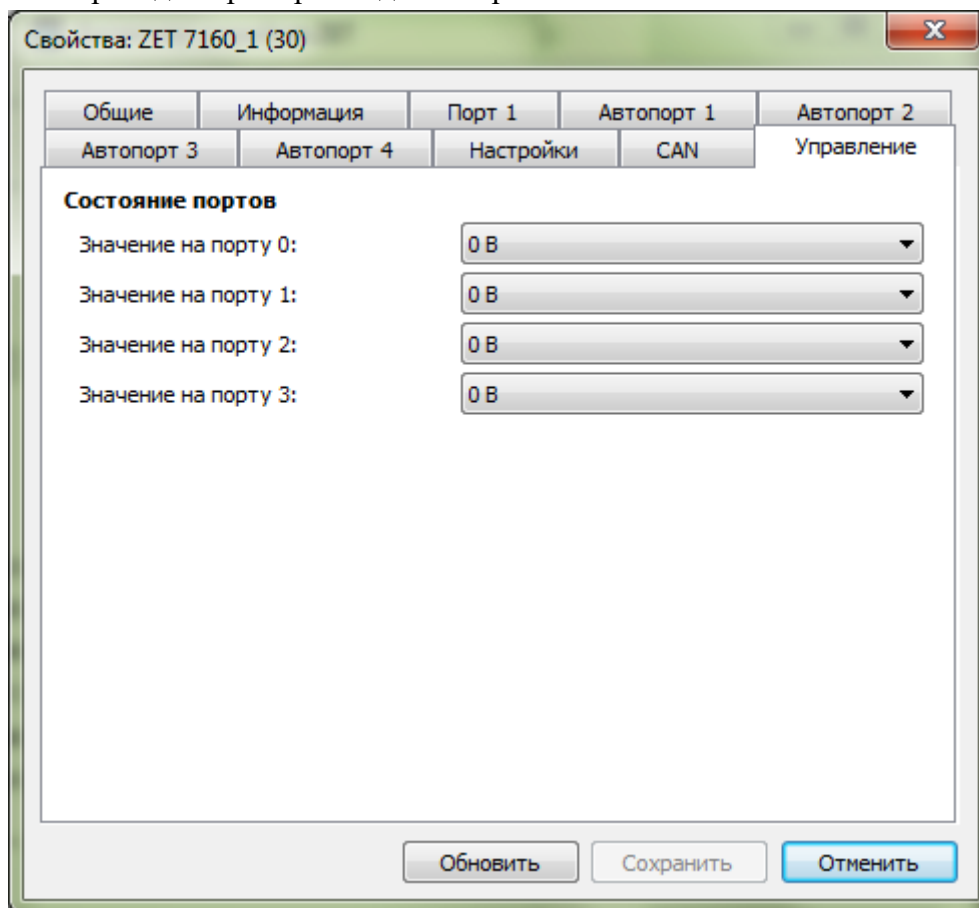 Свойства: ZET 7160_1 (30)
Общие Информация Порт 1 Автопорт 1 Автопорт 2
Автопорт 3 Автопорт 4 Настройки CAN Управление
Состояние портов
Значение на порту 0: 0 В
Значение на порту 1: 0 В
Значение на порту 2: 0 В
Значение на порту 3: 0 В
Обновить Сохранить Отменить